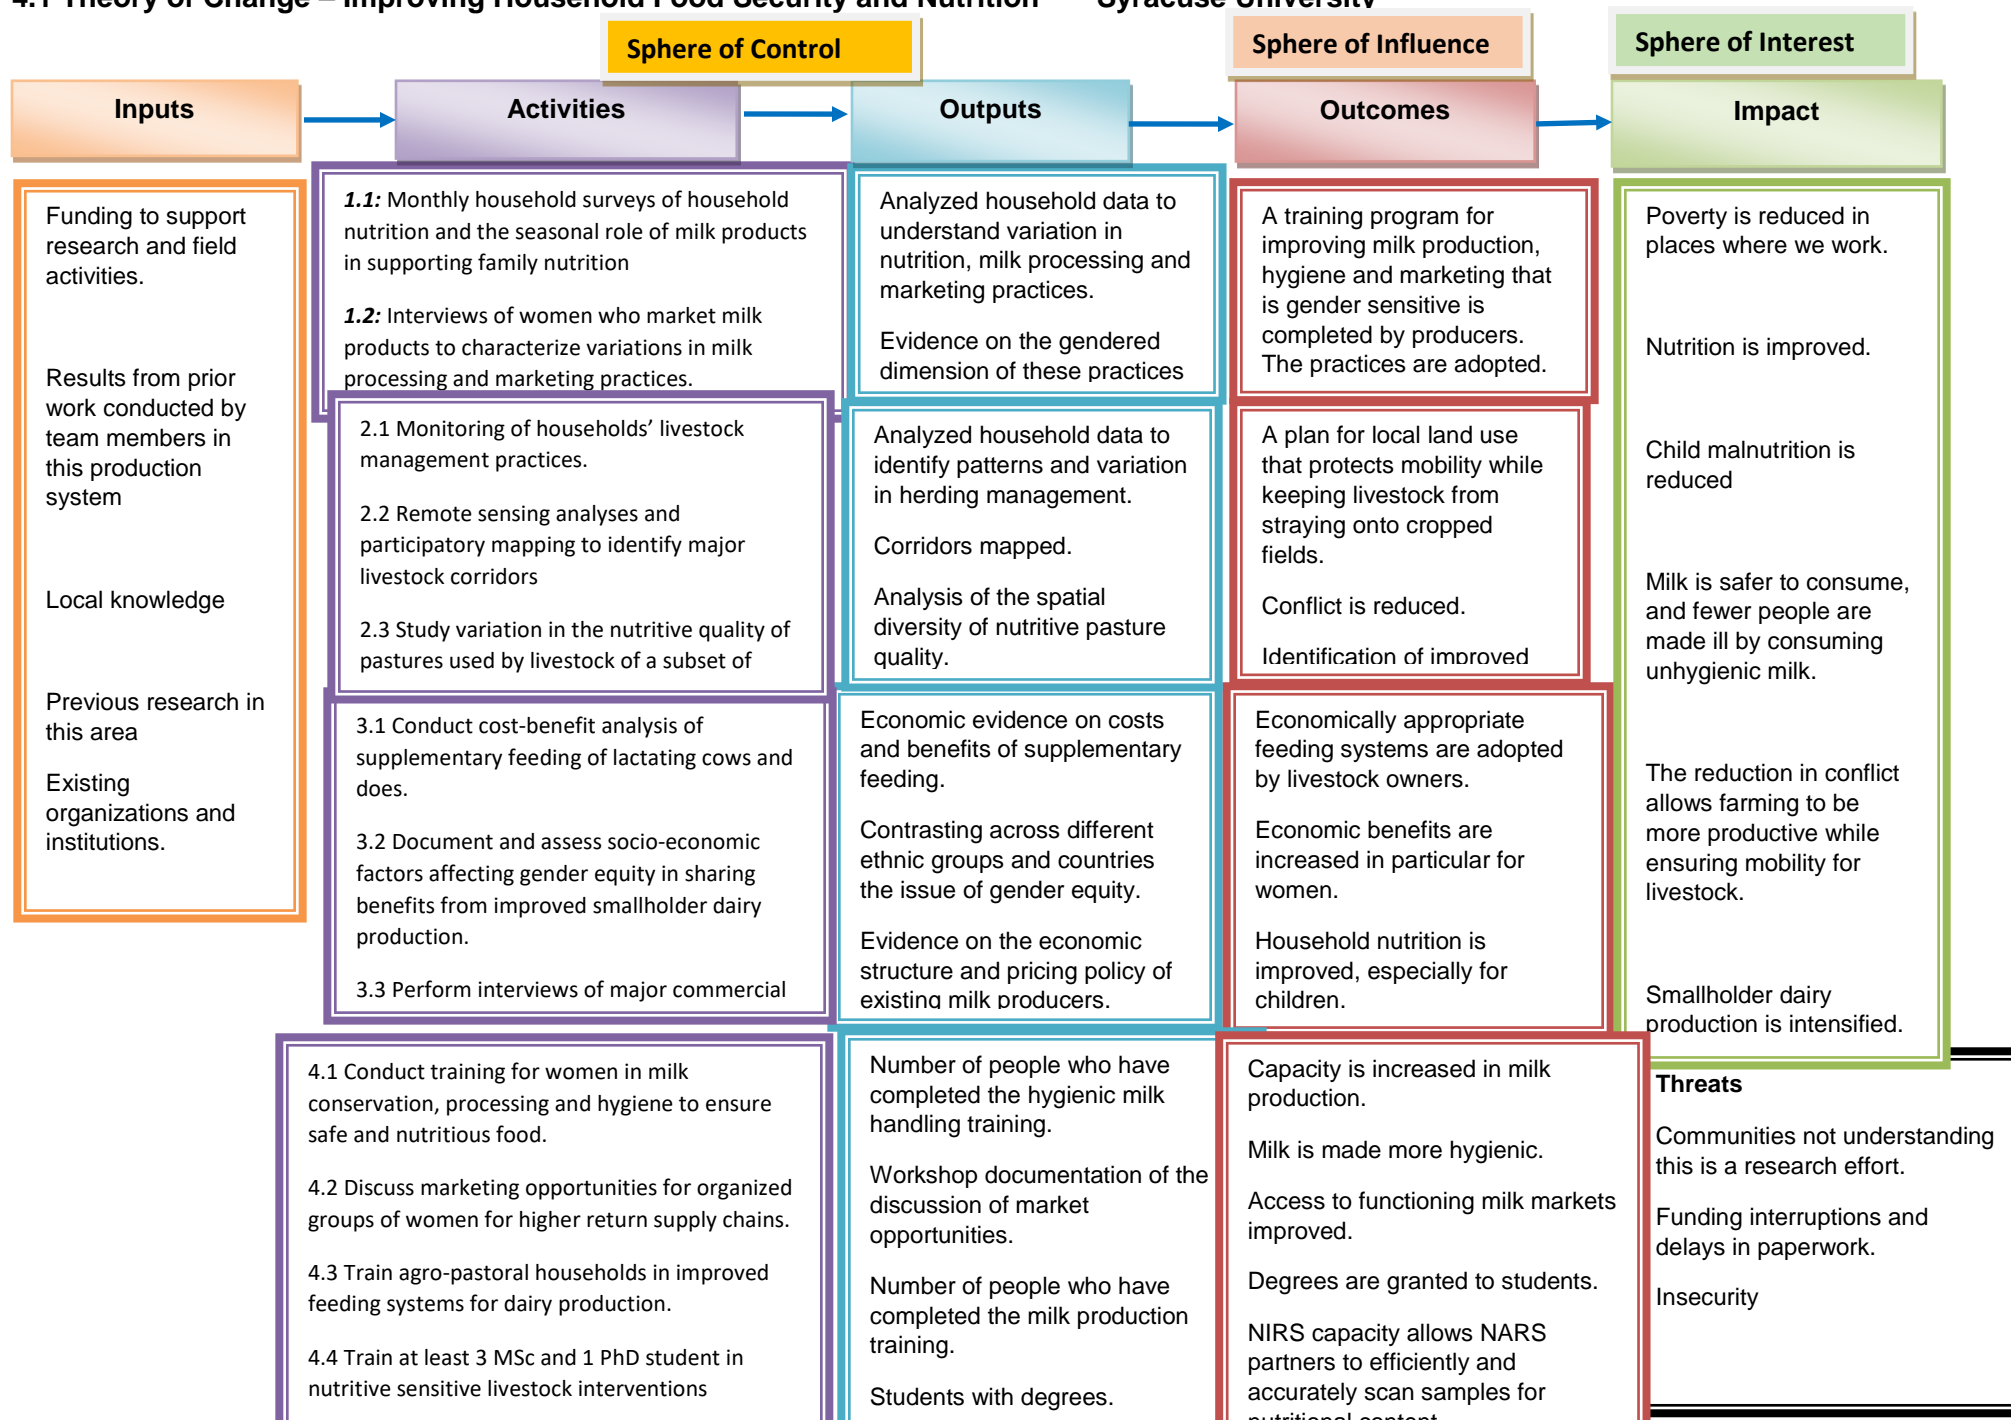 4.1 Theory of Change – Improving Household Food Security and Nutrition Syracuse University
Sphere of Control
Sphere of Influence
Sphere of Interest
Inputs
Activities
Outputs
Outcomes
Impact
Funding to support
research and field
activities.
Results from prior
work conducted by
team members in
this production
system
Local knowledge
Previous research in
this area
Existing
organizations and
institutions.
1.1: Monthly household surveys of household
nutrition and the seasonal role of milk products
in supporting family nutrition
1.2: Interviews of women who market milk
products to characterize variations in milk
processing and marketing practices.
2.1 Monitoring of households’ livestock
management practices.
2.2 Remote sensing analyses and
participatory mapping to identify major
livestock corridors
2.3 Study variation in the nutritive quality of
pastures used by livestock of a subset of
3.1 Conduct cost-benefit analysis of
supplementary feeding of lactating cows and
does.
3.2 Document and assess socio-economic
factors affecting gender equity in sharing
benefits from improved smallholder dairy
production.
3.3 Perform interviews of major commercial
4.1 Conduct training for women in milk
conservation, processing and hygiene to ensure
safe and nutritious food.
4.2 Discuss marketing opportunities for organized
groups of women for higher return supply chains.
4.3 Train agro-pastoral households in improved
feeding systems for dairy production.
4.4 Train at least 3 MSc and 1 PhD student in
nutritive sensitive livestock interventions
Analyzed household data to
understand variation in
nutrition, milk processing and
marketing practices.
Evidence on the gendered
dimension of these practices
Analyzed household data to
identify patterns and variation
in herding management.
Corridors mapped.
Analysis of the spatial
diversity of nutritive pasture
quality.
Economic evidence on costs
and benefits of supplementary
feeding.
Contrasting across different
ethnic groups and countries
the issue of gender equity.
Evidence on the economic
structure and pricing policy of
existing milk producers.
Number of people who have
completed the hygienic milk
handling training.
Workshop documentation of the
discussion of market
opportunities.
Number of people who have
completed the milk production
training.
Students with degrees.
A training program for
improving milk production,
hygiene and marketing that
is gender sensitive is
completed by producers.
The practices are adopted.
A plan for local land use
that protects mobility while
keeping livestock from
straying onto cropped
fields.
Conflict is reduced.
Identification of improved
Economically appropriate
feeding systems are adopted
by livestock owners.
Economic benefits are
increased in particular for
women.
Household nutrition is
improved, especially for
children.
Capacity is increased in milk
production.
Milk is made more hygienic.
Access to functioning milk markets
improved.
Degrees are granted to students.
NIRS capacity allows NARS
partners to efficiently and
accurately scan samples for
nutritional content
Poverty is reduced in
places where we work.
Nutrition is improved.
Child malnutrition is
reduced
Milk is safer to consume,
and fewer people are
made ill by consuming
unhygienic milk.
The reduction in conflict
allows farming to be
more productive while
ensuring mobility for
livestock.
Smallholder dairy
production is intensified.
Threats
Communities not understanding
this is a research effort.
Funding interruptions and
delays in paperwork.
Insecurity